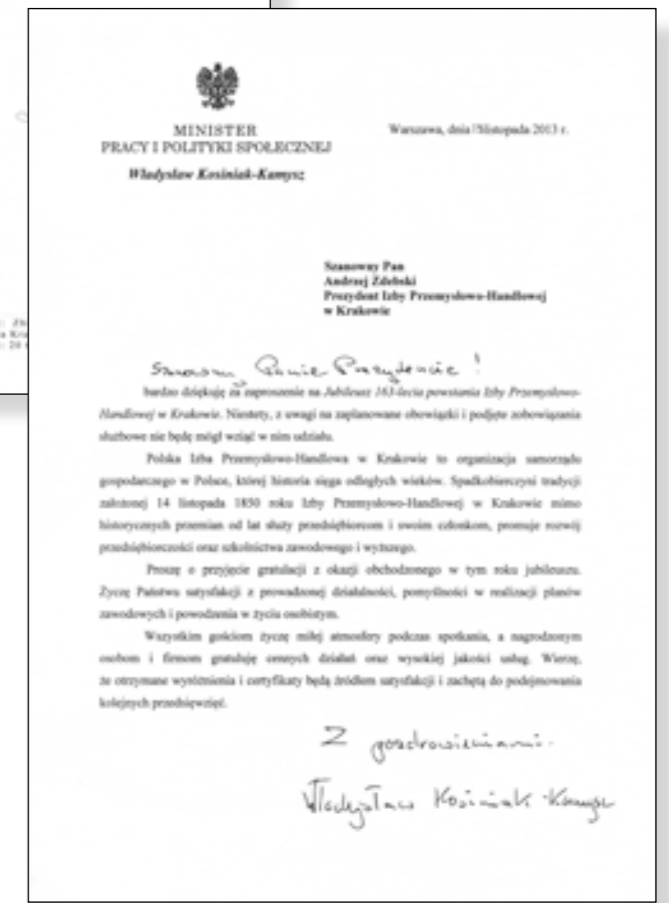 MINISTER
PRACY I POLITYKI SPOŁECZNEJ
Władysław Kosiniak-Kamysz
Warszawa, dnia listopada 2013 r.
Szanowny Pan
Andrzej Zdebski
Prezydent Izby Przemysłowo-Handlowej
w Krakowie
Szanowny Panie Prezydencie !
bardzo dziękuję za zaproszenie na Jubileusz 163-lecia powstania Izby Przemysłowo-
Handlowej w Krakowie. Niestety, z uwagi na zaplanowane obowiązki i podjęte zobowiązania
służbowe nie będę mógł wziąć w nim udziału.
Polska Izba Przemysłowo-Handlowa w Krakowie to organizacja samorządu
gospodarczego w Polsce, której historia sięga odległych wieków. Spadkobierczyni tradycji
założonej 14 listopada 1850 roku Izby Przemysłowo-Handlowej w Krakowie mimo
historycznych przemian od lat służy przedsiębiorcom i swoim członkom, promuje rozwój
przedsiębiorczości oraz szkolnictwa zawodowego i wyższego.
Proszę o przyjęcie gratulacji z okazji obchodzonego w tym roku jubileuszu.
Życzę Państwu satysfakcji z prowadzonej działalności, pomyślności w realizacji planów
zawodowych i powodzenia w życiu osobistym.
Wszystkim gościom życzę miłej atmosfery podczas spotkania, a nagrodzonym
osobom i firmom gratuluję cennych działań oraz wysokiej jakości usług. Wierzę,
że otrzymane wyróżnienia i certyfikaty będą źródłem satysfakcji i zachętą do podejmowania
kolejnych przedsięwzięć.
Z pozdrowieniami.
Władysław Kosiniak-Kamysz